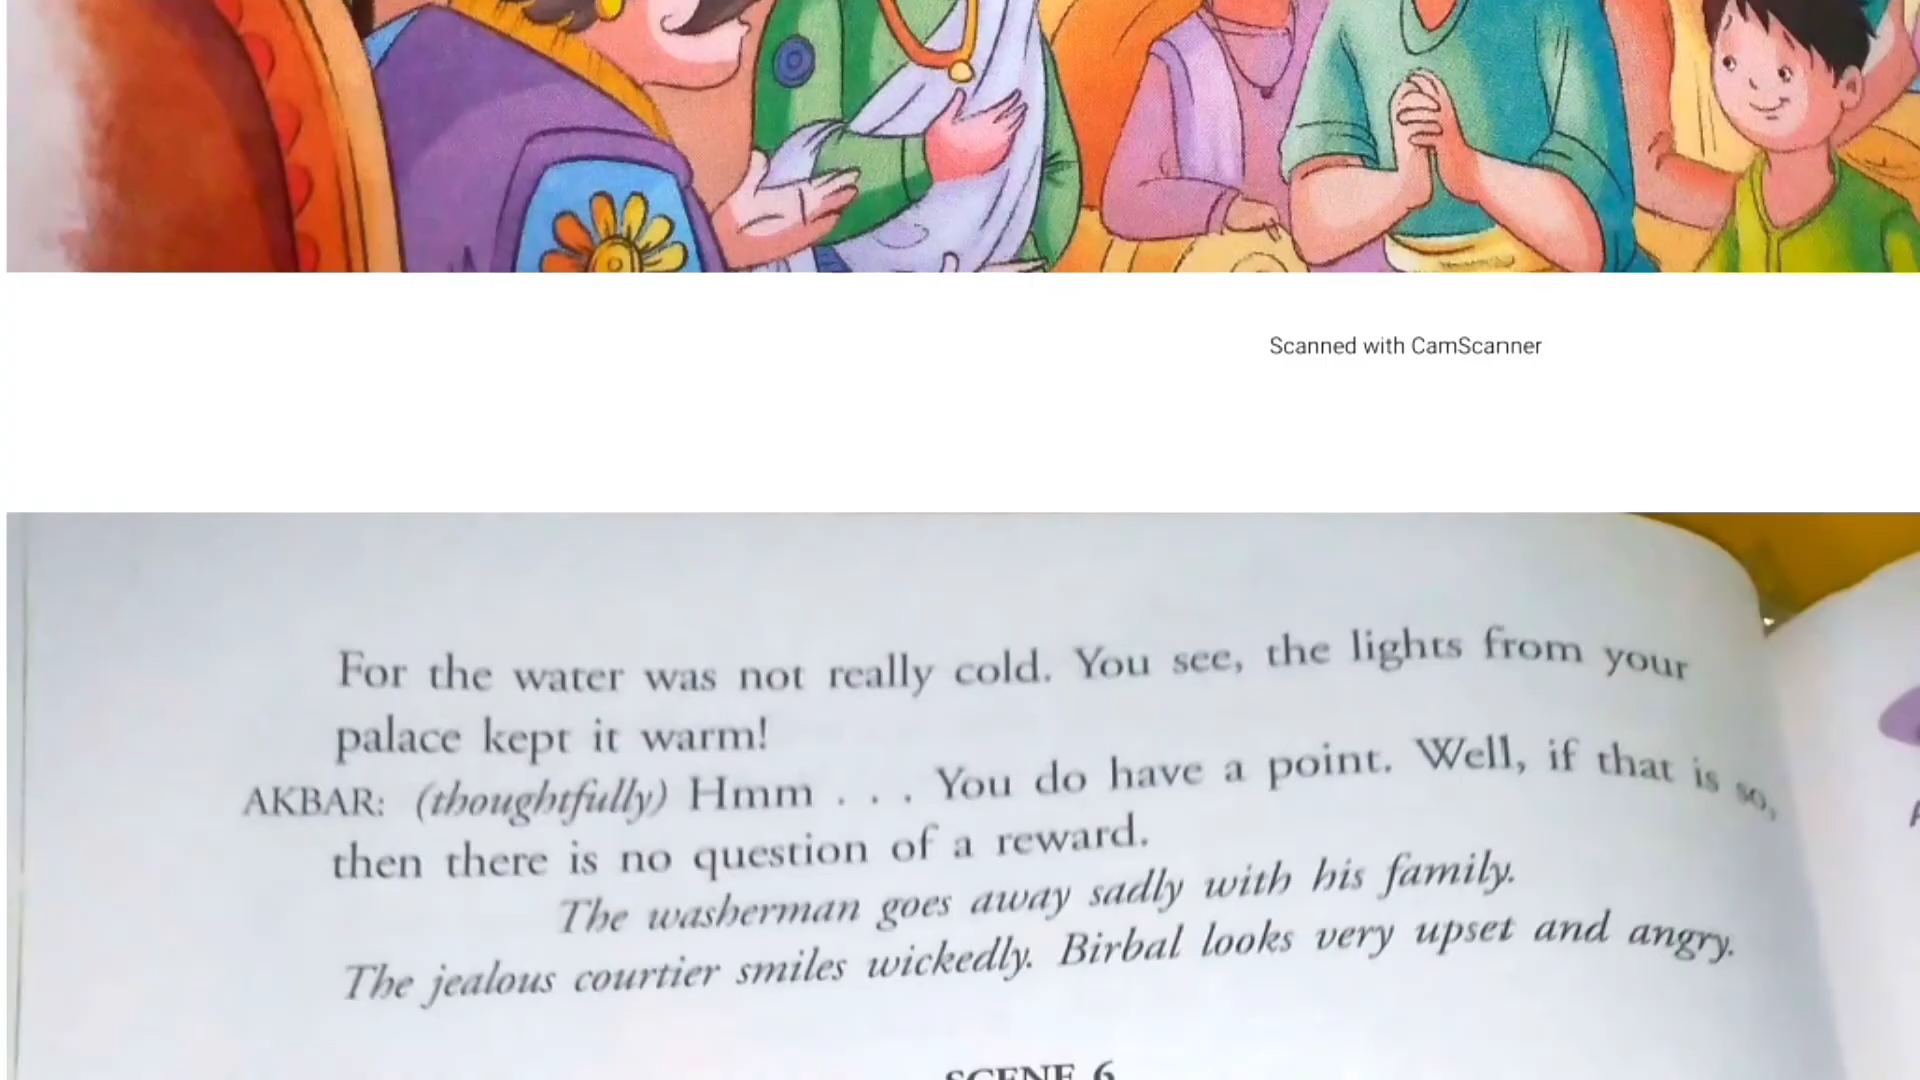 Scanned with CamScanner
For the water was not really cold. You see, the lights from your
palace kept it warm!
AKBAR: (thoughtfully) Hmm . . . You do have a point. Well, if that is so,
then there is no question of a reward.
The washerman goes away sadly with his family.
The jealous courtier smiles wickedly. Birbal looks very upset and angry.
SCENE 6